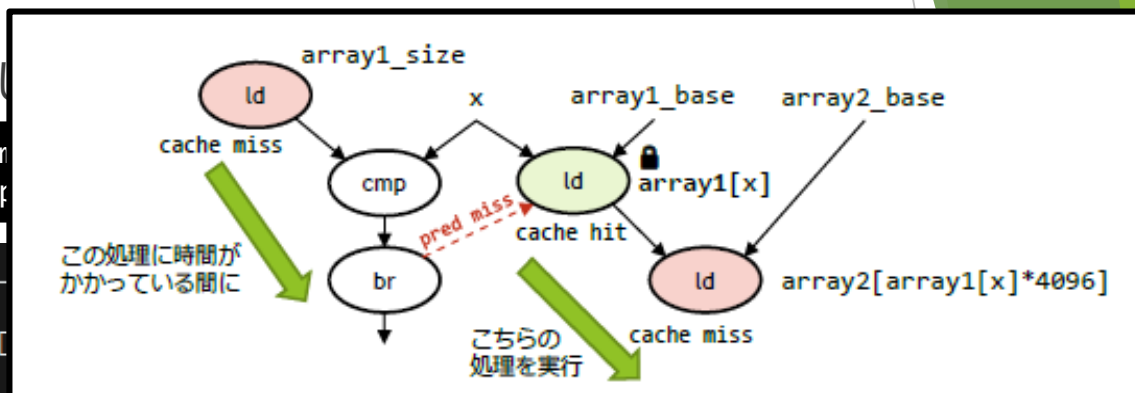 array1_size
ld
cache miss
x
array1_base
array2_base
cmp
ld
array1[x]
pred miss
cache hit
この処理に時間が
かかっている間に
br
ld
array2[array1[x]*4096]
cache miss
こちらの
処理を実行